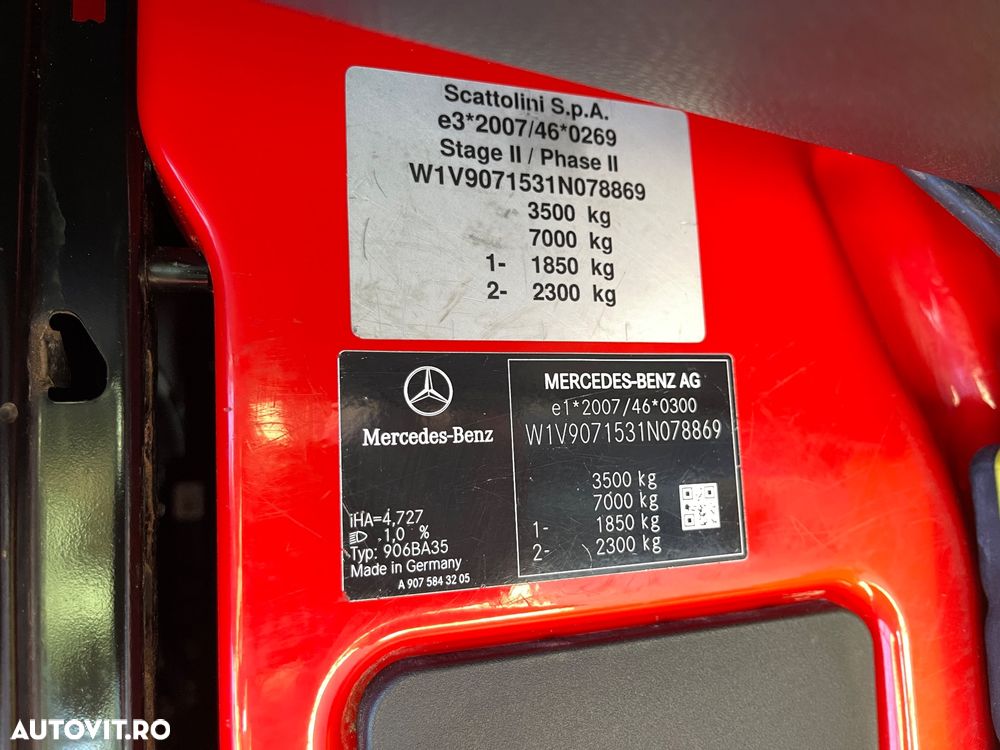 Scattolini S.p.A.
e3*2007/46*0269
Stage II / Phase II
W1V9071531N078869
3500 kg
7000 kg
1- 1850 kg
2- 2300 kg
Mercedes-Benz
iHA=4,727
1,0 %
Typ: 906BA35
Made in Germany
A 907 584 32 05
MERCEDES-BENZ AG
e1*2007/46*0300
W1V9071531N078869
3500 kg
7000 kg
1- 1850 kg
2- 2300 kg
AUTOVIT.RO